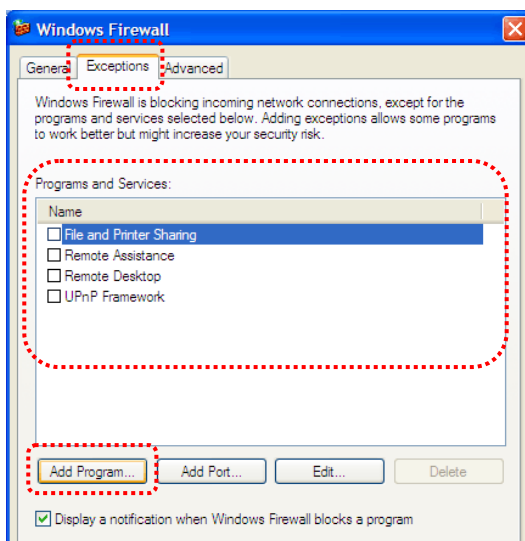 Windows Firewall
General Exceptions Advanced
Windows Firewall is blocking incoming network connections, except for the
programs and services selected below. Adding exceptions allows some programs
to work better but might increase your security risk.
Programs and Services:
Name
File and Printer Sharing
Remote Assistance
Remote Desktop
UPnP Framework
Add Program... Add Port... Edit... Delete
Display a notification when Windows Firewall blocks a program